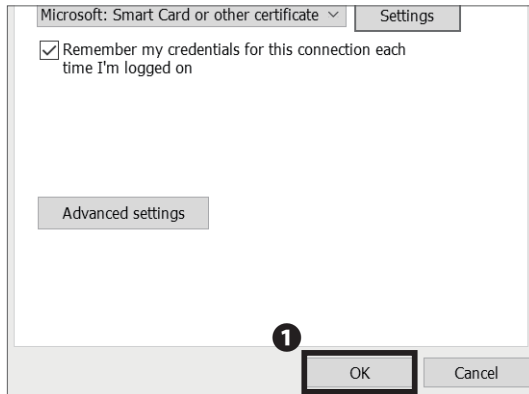 Microsoft: Smart Card or other certificate
Settings
Remember my credentials for this connection each
time I'm logged on
Advanced settings
1
OK
Cancel